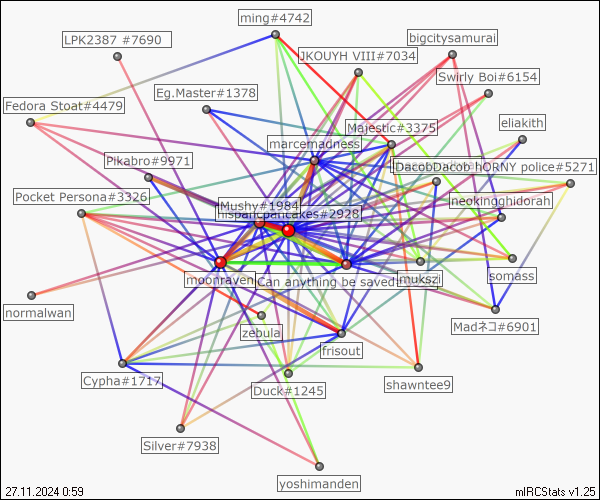 ming#4742
LPK2387 #7690
bigcitysamurai
JKOUYH VIII#7034
Swirly Boi#6154
Eg.Master#1378
Fedora Stoat#4479
eliakith
Majestic#3375
marcemadness
Pikabro#9971
DacobDacob
hORNY police#5271
Pocket Persona#3326
neokingghidorah
Mushy#1984
hispanicpancakes#2928
moonraven
Can anything be saved
mukszi
somass
normalwan
zebula
Madネコ#6901
frisout
Cypha#1717
Duck#1245
shawntee9
Silver#7938
yoshimanden
27.11.2024 0:59
mIRCStats v1.25